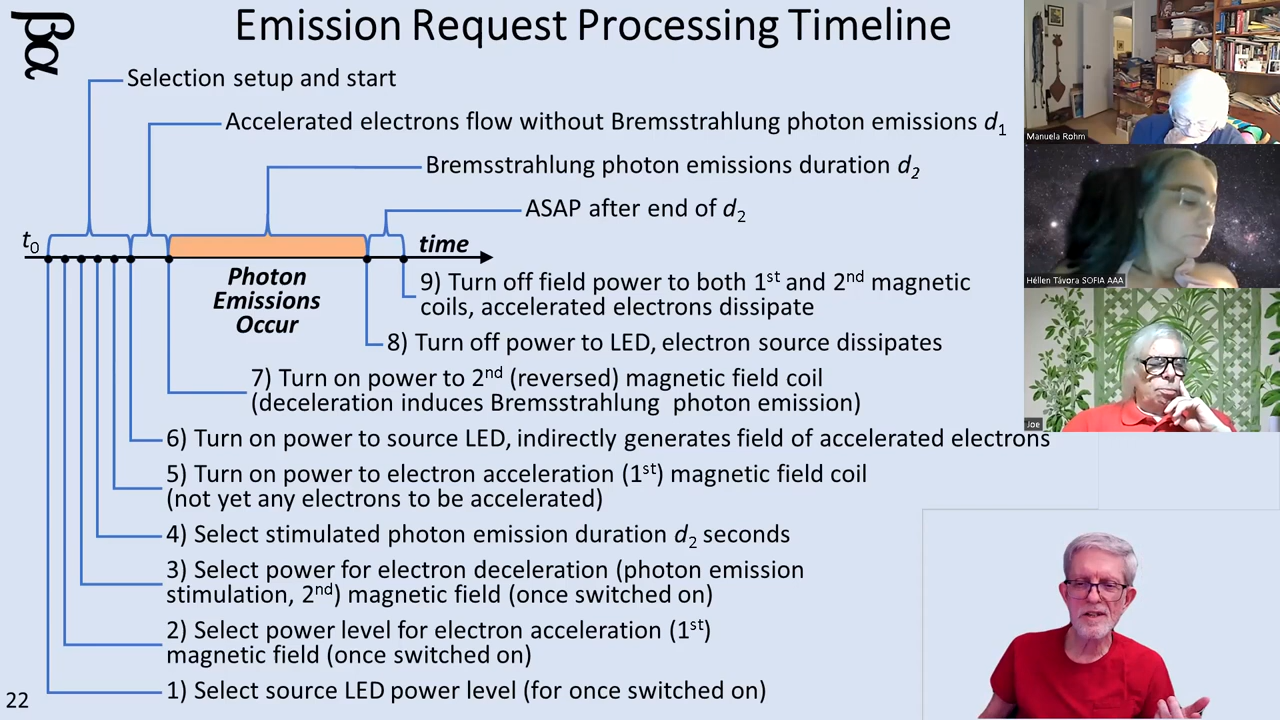 βα
Emission Request Processing Timeline
Selection setup and start
Accelerated electrons flow without Bremsstrahlung photon emissions d1
Bremsstrahlung photon emissions duration d2
ASAP after end of d2
t0
time
Photon
Emissions
Occur
9) Turn off field power to both 1st and 2nd magnetic
coils, accelerated electrons dissipate
8) Turn off power to LED, electron source dissipates
7) Turn on power to 2nd (reversed) magnetic field coil
(deceleration induces Bremsstrahlung photon emission)
6) Turn on power to source LED, indirectly generates field of accelerated electrons
5) Turn on power to electron acceleration (1st) magnetic field coil
(not yet any electrons to be accelerated)
4) Select stimulated photon emission duration d2 seconds
3) Select power for electron deceleration (photon emission
stimulation, 2nd) magnetic field (once switched on)
2) Select power level for electron acceleration (1st)
magnetic field (once switched on)
1) Select source LED power level (for once switched on)
22
Manuela Rohm
Héllen Távora SOFIA AAA
Joe